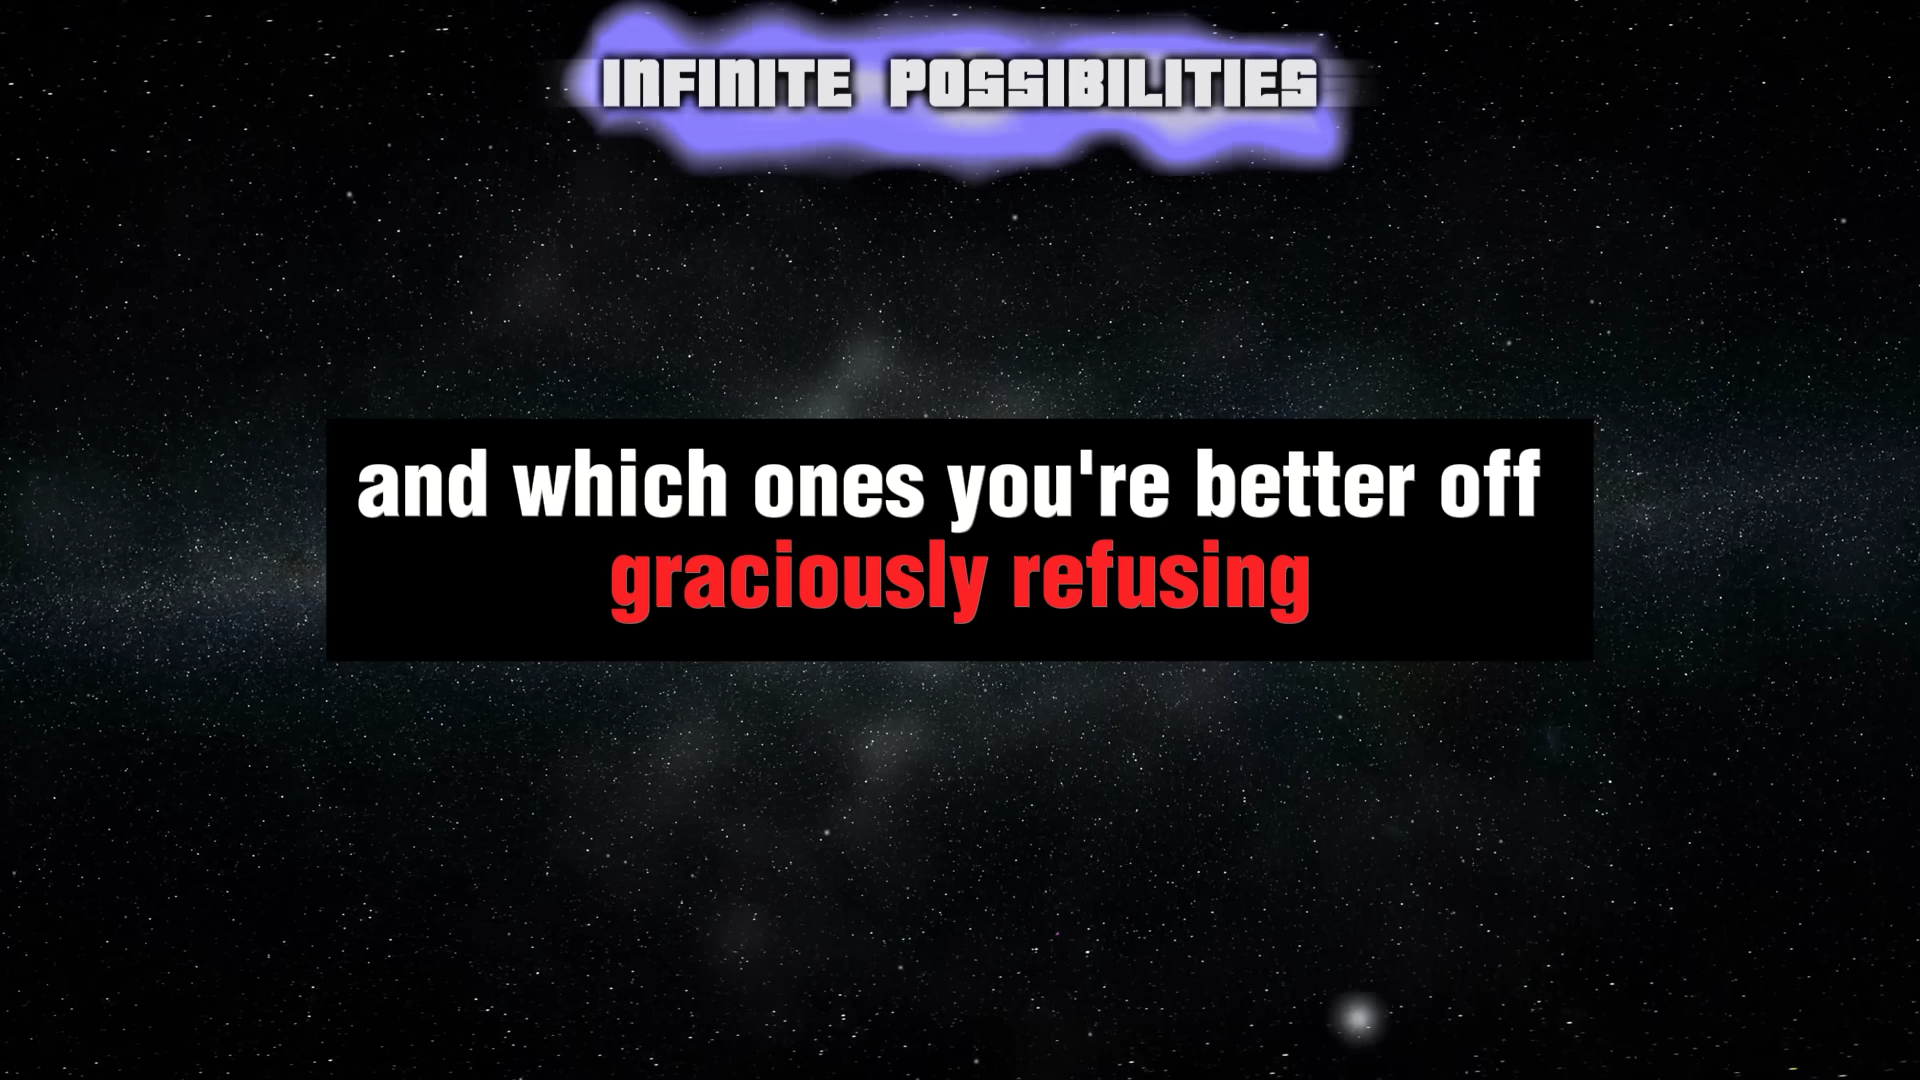 INFINITE POSSIBILITIES
and which ones you're better off
graciously refusing